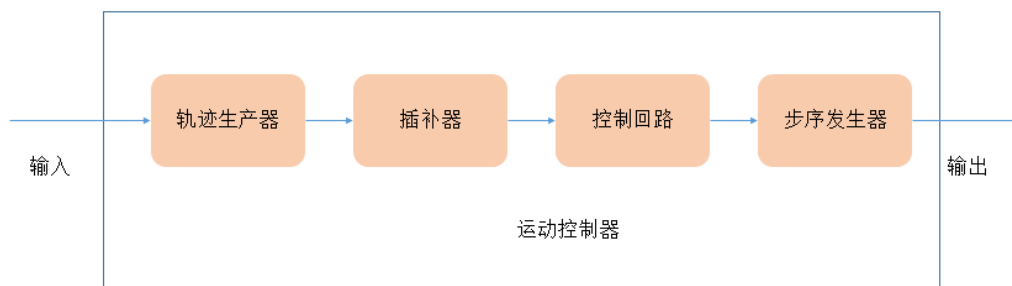 轨迹生产器
插补器
控制回路
步序发生器
输入
输出
运动控制器